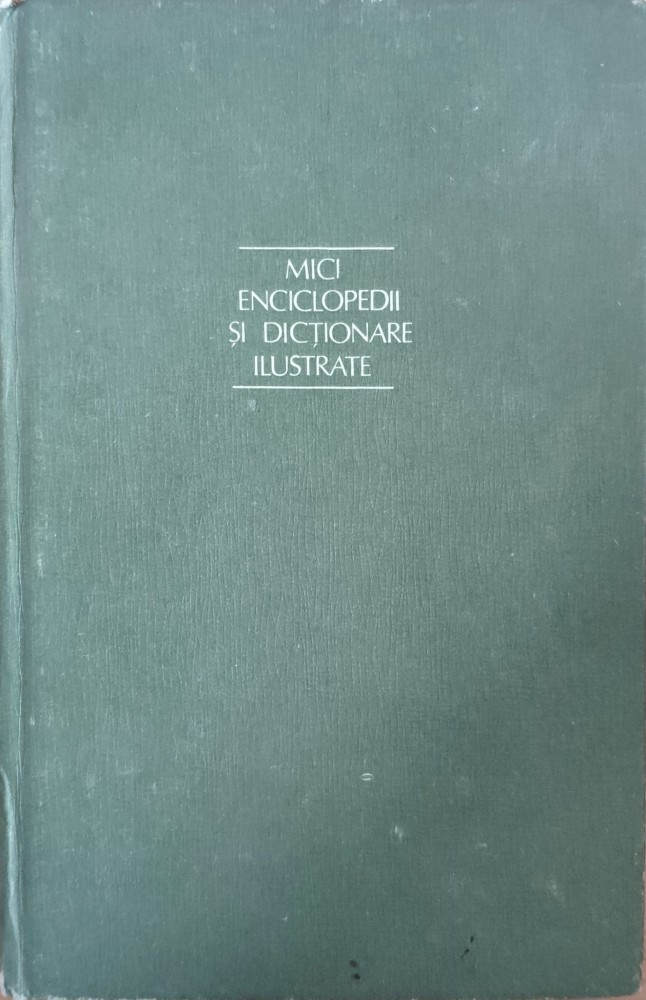 MICI
ENCICLOPEDII
ȘI DICȚIONARE
ILUSTRATE